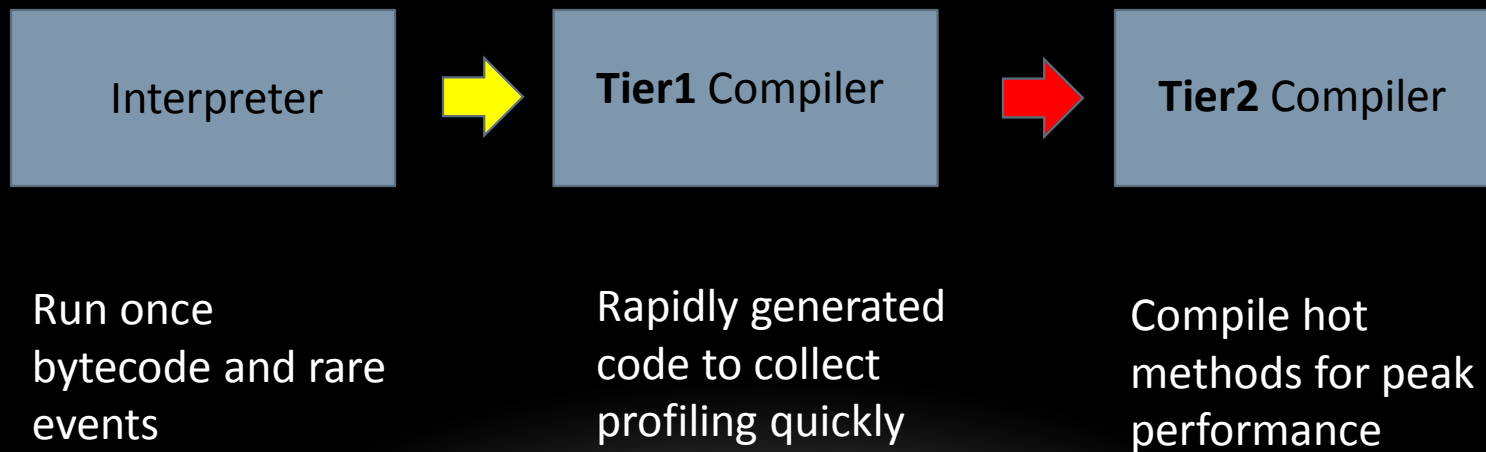 Interpreter
Tier1 Compiler
Tier2 Compiler
Run once
bytecode and rare
events
Rapidly generated
code to collect
profiling quickly
Compile hot
methods for peak
performance